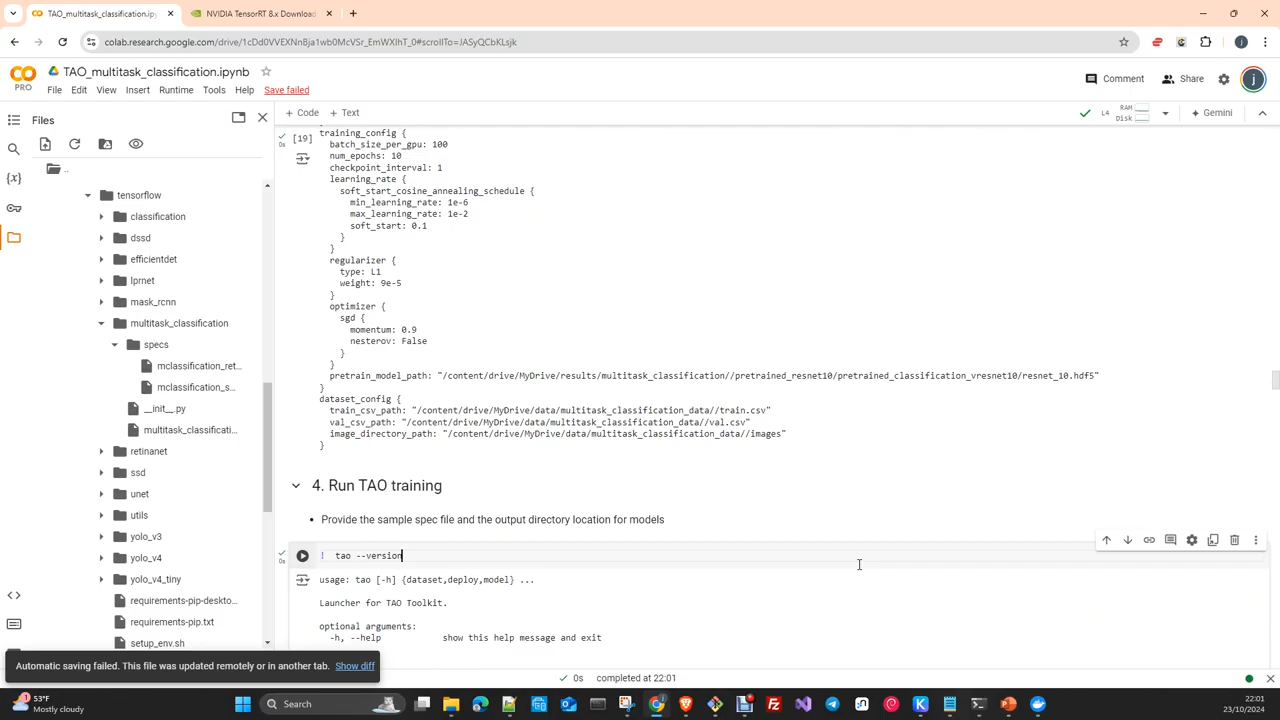 TAO_multitask_classification.ipynb
NVIDIA TensorRT 8.x Download
colab.research.google.com/drive/1cDd0VVEXNnBja1wb0McVSr_EmWXIhT_0#scrollTo=JASyQCbKLsjk
TAO_multitask_classification.ipynb
PRO
File Edit View Insert Runtime Tools Help Save failed
Comment Share
+ Code + Text
L4 RAM Disk Gemini
Files
..
tensorflow
classification
dssd
efficientdet
lprnet
mask_rcnn
multitask_classification
specs
mclassification_ret...
mclassification_s...
__init__.py
multitask_classificati...
retinanet
ssd
unet
utils
yolo_v3
yolo_v4
yolo_v4_tiny
requirements-pip-deskto...
requirements-pip.txt
setup_env.sh
[19]
0s
training_config {
batch_size_per_gpu: 100
num_epochs: 10
checkpoint_interval: 1
learning_rate {
soft_start_cosine_annealing_schedule {
min_learning_rate: 1e-6
max_learning_rate: 1e-2
soft_start: 0.1
}
}
regularizer {
type: L1
weight: 9e-5
}
optimizer {
sgd {
momentum: 0.9
nesterov: False
}
}
pretrain_model_path: "/content/drive/MyDrive/results/multitask_classification//pretrained_resnet10/pretrained_classification_vresnet10/resnet_10.hdf5"
}
dataset_config {
train_csv_path: "/content/drive/MyDrive/data/multitask_classification_data//train.csv"
val_csv_path: "/content/drive/MyDrive/data/multitask_classification_data//val.csv"
image_directory_path: "/content/drive/MyDrive/data/multitask_classification_data//images"
}
4. Run TAO training
• Provide the sample spec file and the output directory location for models
0s
! tao --version
usage: tao [-h] {dataset,deploy,model} ...
Launcher for TAO Toolkit.
optional arguments:
-h, --help show this help message and exit
Automatic saving failed. This file was updated remotely or in another tab. Show diff
0s completed at 22:01
53°F
Mostly cloudy
Search
22:01
23/10/2024